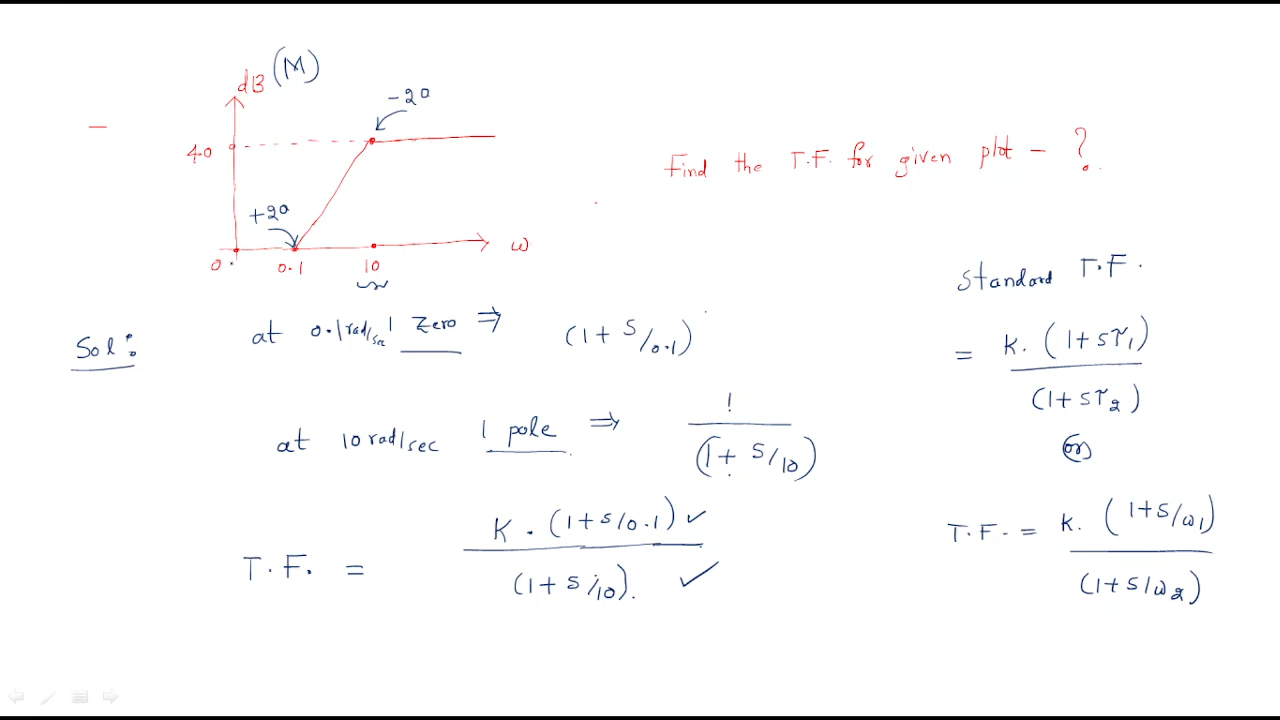 dB (M)
-20
40
+20
0 0.1 10 ω
Find the T.F. for given plot - ?
Sol:
at 0.1 rad/sec 1 Zero ⇒ (1 + S/0.1)
at 10 rad/sec 1 pole ⇒ 1
(1 + S/10)
T.F. = K . (1+S/0.1) ✓
(1+S/10). ✓
Standard T.F.
= K. (1+Sτ1)
(1+Sτ2)
(or)
T.F. = K. (1+S/ω1)
(1+S/ω2)